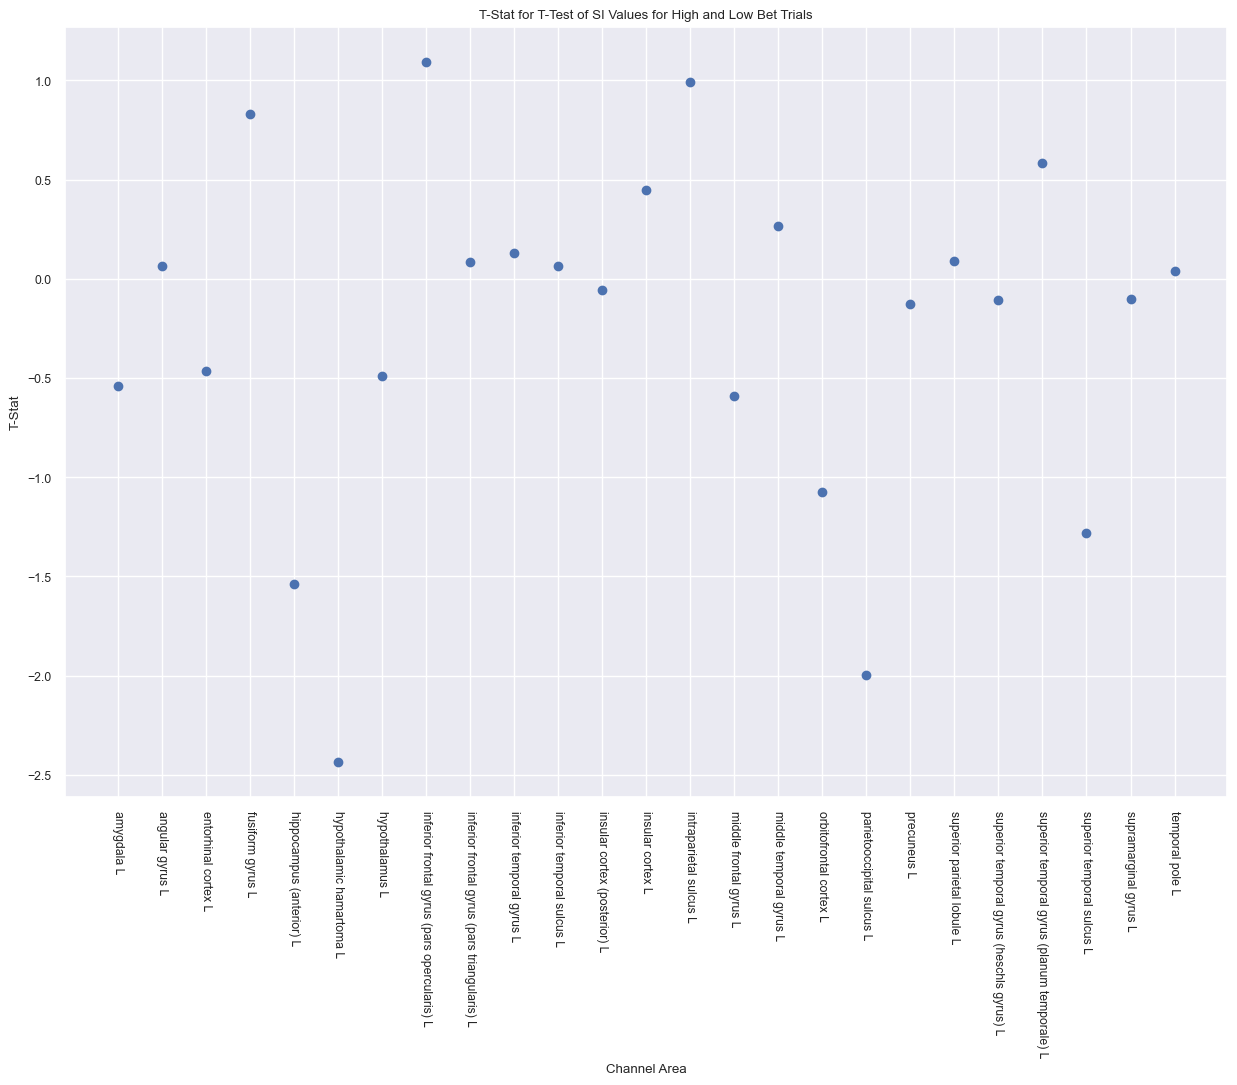 T-Stat for T-Test of SI Values for High and Low Bet Trials
1.0
0.5
0.0
−0.5
−1.0
−1.5
−2.0
−2.5
T-Stat
amygdala L
angular gyrus L
entorhinal cortex L
fusiform gyrus L
hippocampus (anterior) L
hypothalamic hamartoma L
hypothalamus L
inferior frontal gyrus (pars opercularis) L
inferior frontal gyrus (pars triangularis) L
inferior temporal gyrus L
inferior temporal sulcus L
insular cortex (posterior) L
insular cortex L
intraparietal sulcus L
middle frontal gyrus L
middle temporal gyrus L
orbitofrontal cortex L
parietooccipital sulcus L
precuneus L
superior parietal lobule L
superior temporal gyrus (heschls gyrus) L
superior temporal gyrus (planum temporale) L
superior temporal sulcus L
supramarginal gyrus L
temporal pole L
Channel Area